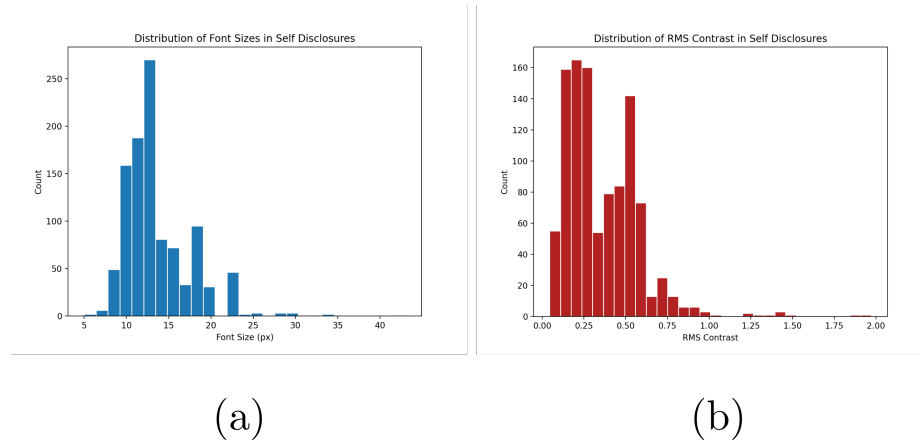 Distribution of Font Sizes in Self Disclosures
250
200
150
100
50
0
Count
5 10 15 20 25 30 35 40
Font Size (px)
(a)
Distribution of RMS Contrast in Self Disclosures
160
140
120
100
80
60
40
20
0
Count
0.00 0.25 0.50 0.75 1.00 1.25 1.50 1.75 2.00
RMS Contrast
(b)